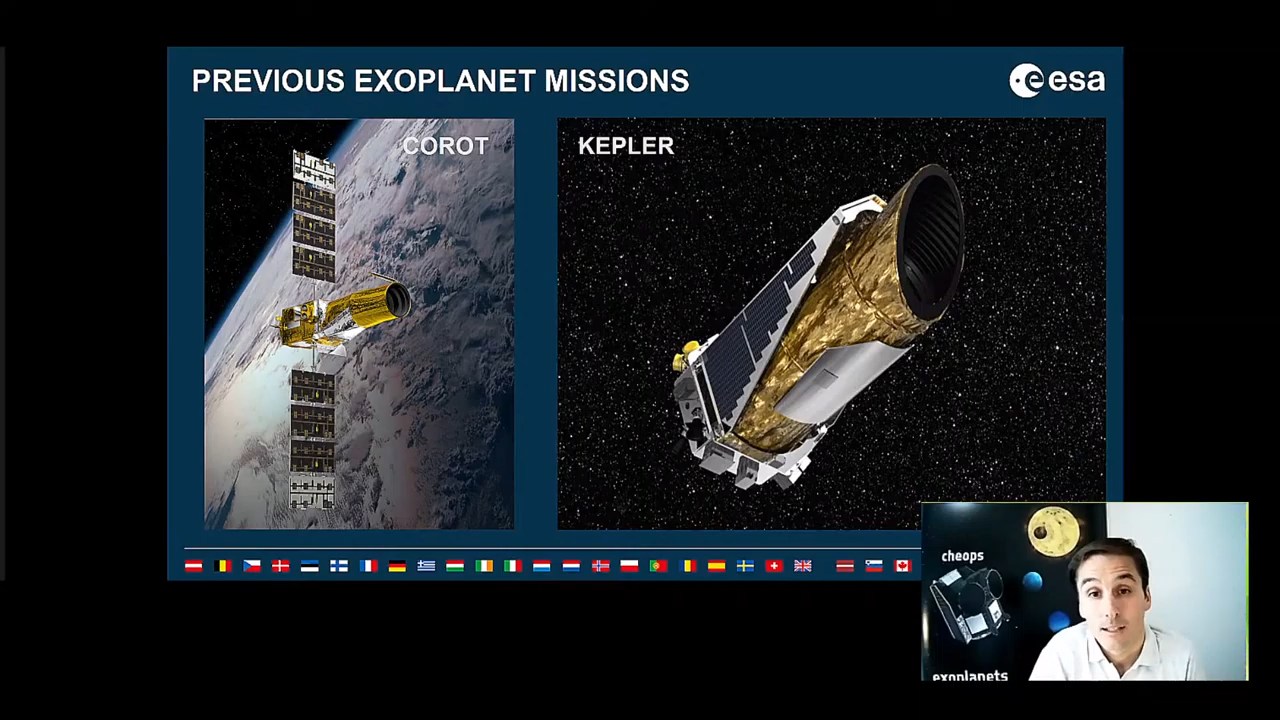 PREVIOUS EXOPLANET MISSIONS
esa
COROT
KEPLER
cheops
exoplanets